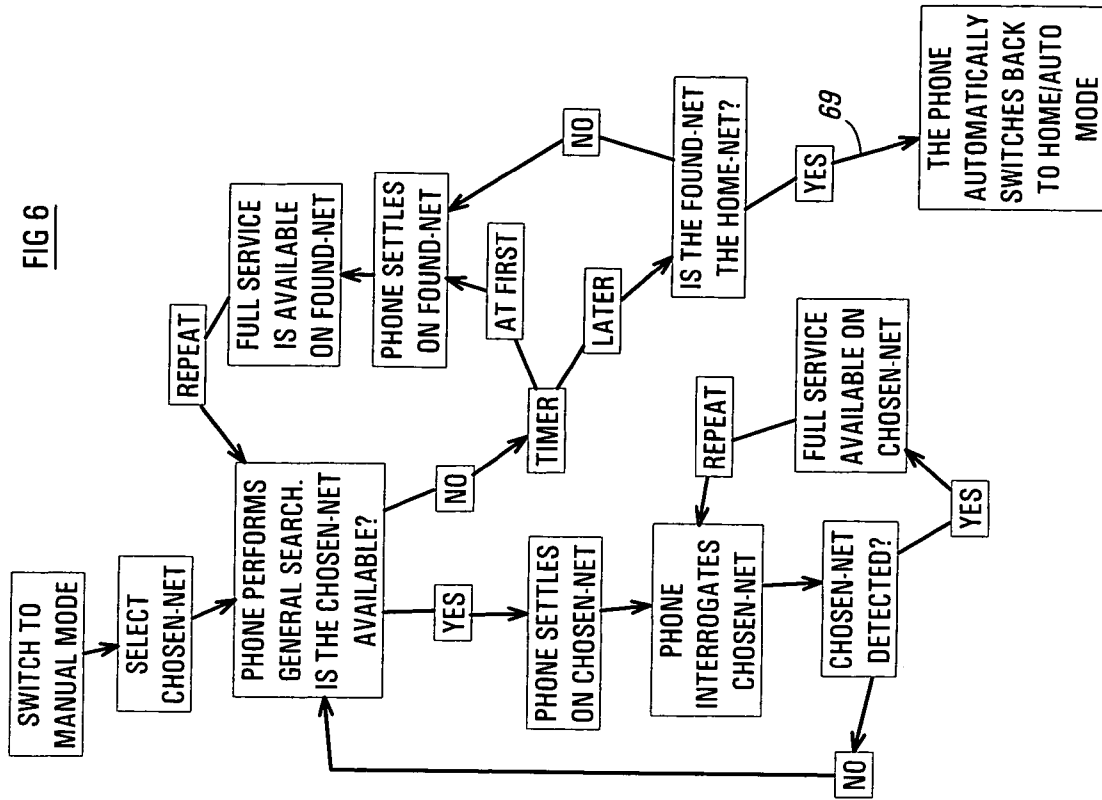 FIG 6
SWITCH TO
MANUAL MODE
SELECT
CHOSEN-NET
PHONE PERFORMS
GENERAL SEARCH.
IS THE CHOSEN-NET
AVAILABLE?
REPEAT
FULL SERVICE
IS AVAILABLE
ON FOUND-NET
PHONE SETTLES
ON FOUND-NET
NO
AT FIRST
TIMER
LATER
NO
IS THE FOUND-NET
THE HOME-NET?
YES
69
THE PHONE
AUTOMATICALLY
SWITCHES BACK
TO HOME/AUTO
MODE
YES
PHONE SETTLES
ON CHOSEN-NET
PHONE
INTERROGATES
CHOSEN-NET
REPEAT
FULL SERVICE
AVAILABLE ON
CHOSEN-NET
CHOSEN-NET
DETECTED?
YES
NO